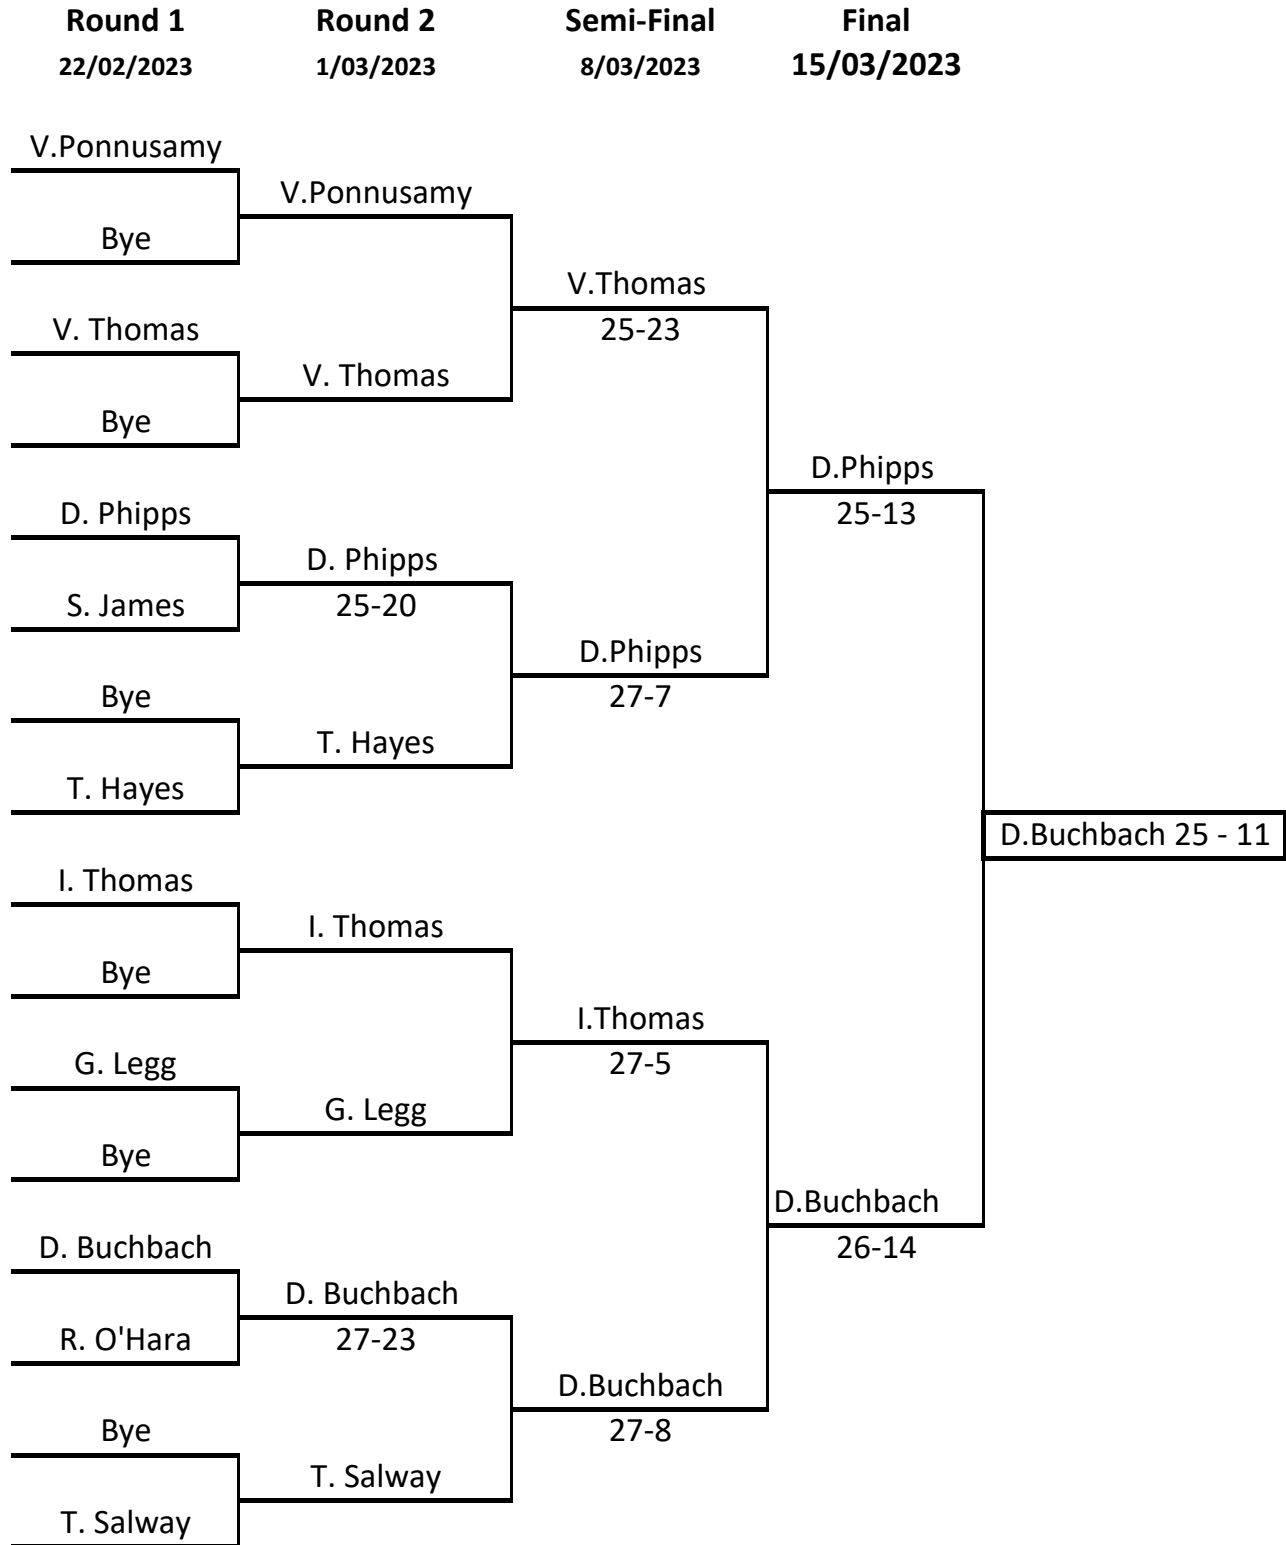 Round 1 Round 2 Semi-Final Final
22/02/2023 1/03/2023 8/03/2023 15/03/2023
V.Ponnusamy
V.Ponnusamy
Bye
V.Thomas
V. Thomas
25-23
V. Thomas
Bye
D.Phipps
D. Phipps
25-13
D. Phipps
S. James
25-20
D.Phipps
Bye
27-7
T. Hayes
T. Hayes
D.Buchbach 25 - 11
I. Thomas
I. Thomas
Bye
I.Thomas
G. Legg
27-5
G. Legg
Bye
D.Buchbach
D. Buchbach
26-14
D. Buchbach
R. O'Hara
27-23
D.Buchbach
Bye
27-8
T. Salway
T. Salway